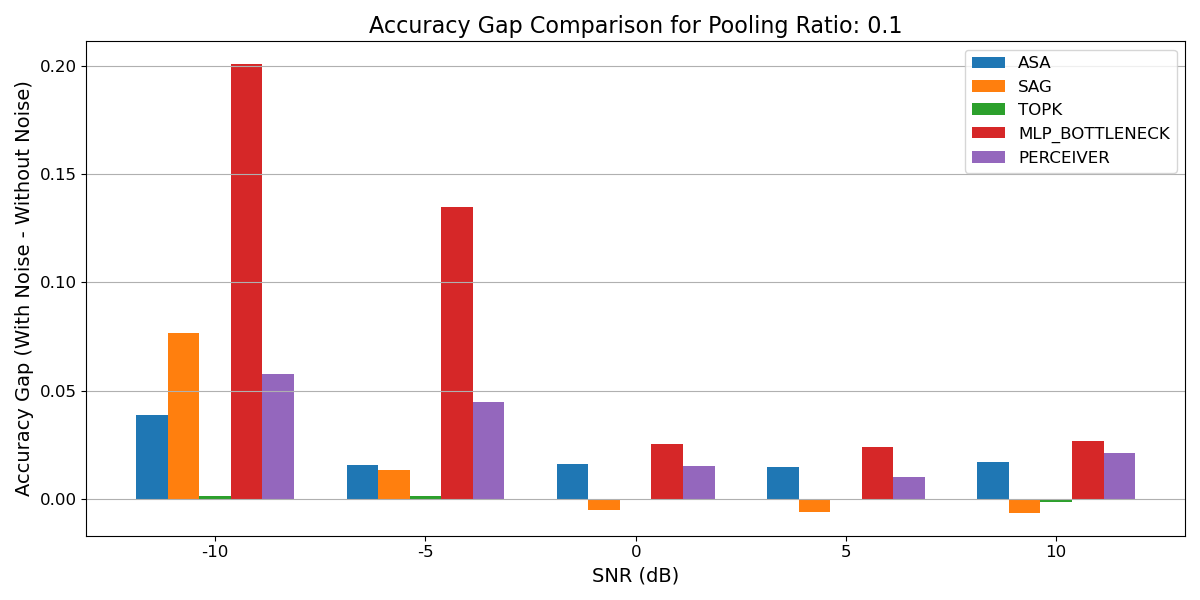 Accuracy Gap Comparison for Pooling Ratio: 0.1
Accuracy Gap (With Noise - Without Noise)
0.20
0.15
0.10
0.05
0.00
ASA
SAG
TOPK
MLP_BOTTLENECK
PERCEIVER
-10
-5
0
5
10
SNR (dB)